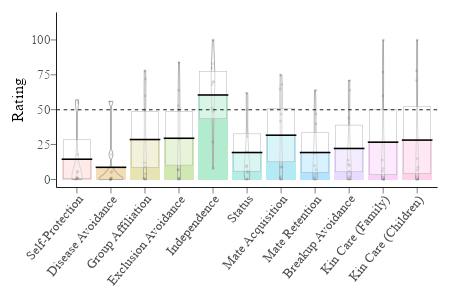 100
75
50
25
0
Rating
Self-Protection
Disease Avoidance
Group Affiliation
Exclusion Avoidance
Independence
Status
Mate Acquisition
Mate Retention
Breakup Avoidance
Kin Care (Family)
Kin Care (Children)